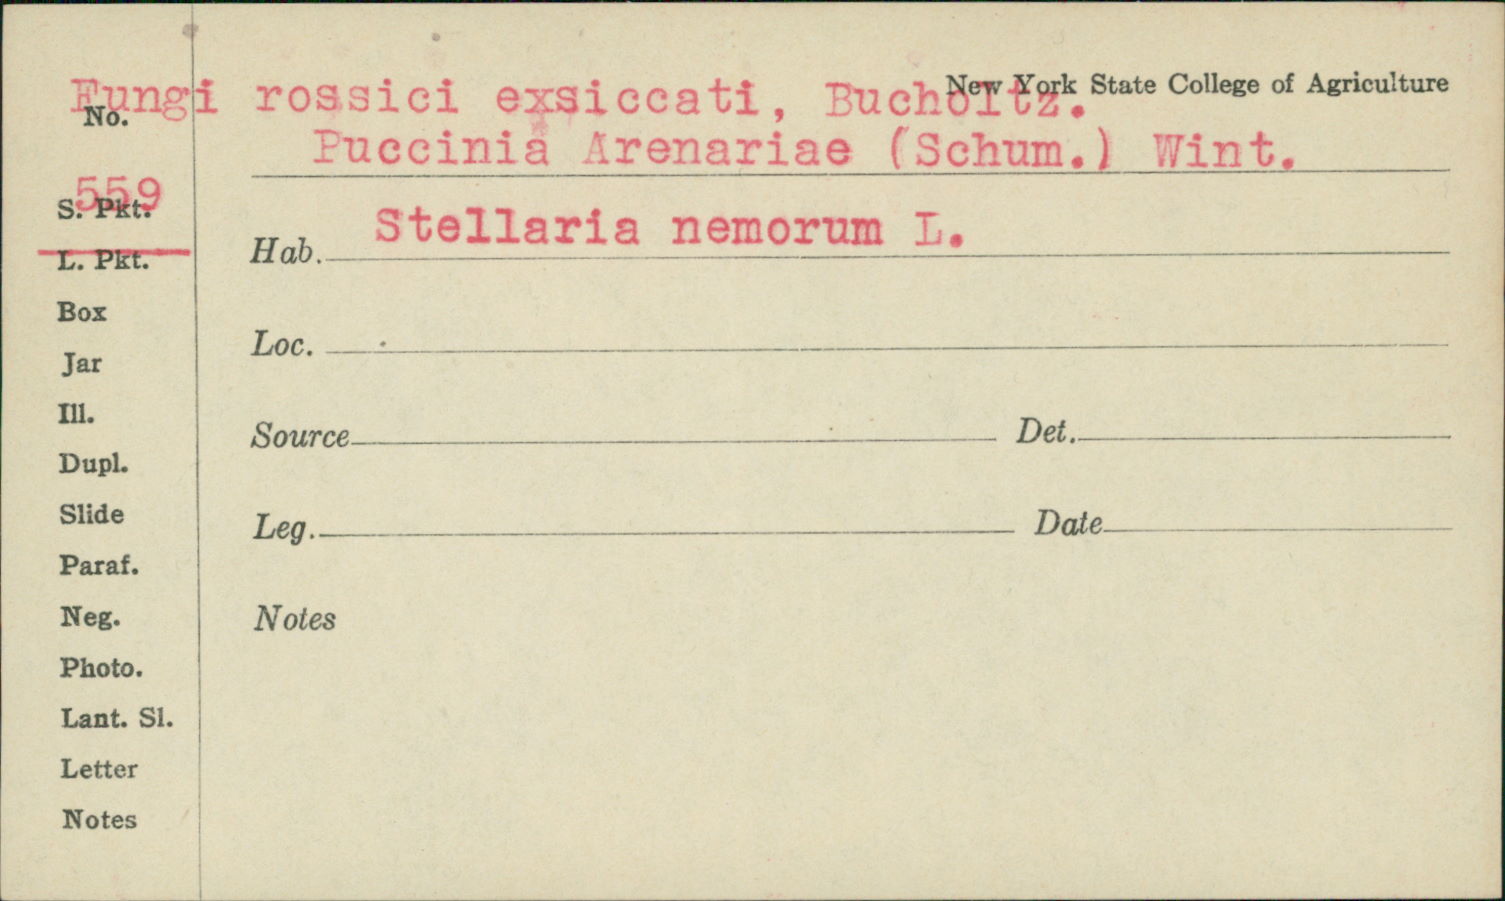 New York State College of Agriculture
Fungi rossici exsiccati, Bucholtz.
No.
Puccinia Arenariae (Schum.) Wint.
559
S. Pkt.
Hab. Stellaria nemorum L.
L. Pkt.
Box
Loc.
Jar
Ill.
Source Det.
Dupl.
Slide
Leg. Date
Paraf.
Neg.
Notes
Photo.
Lant. Sl.
Letter
Notes